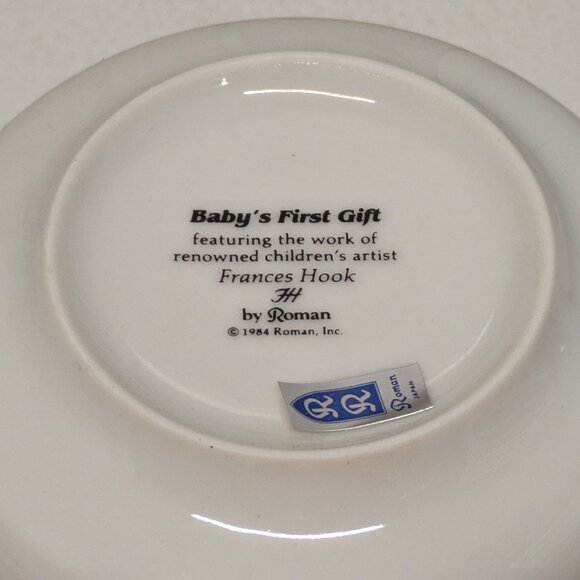 Baby's First Gift
featuring the work of
renowned children's artist
Frances Hook
FH
by Roman
© 1984 Roman, Inc.
R R Roman
JAPAN